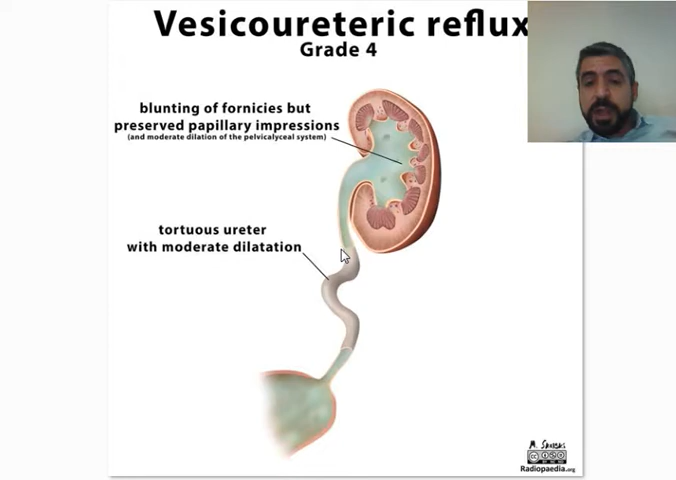 Vesicoureteric reflux
Grade 4
blunting of fornicies but
preserved papillary impressions
(and moderate dilation of the pelvicalyceal system)
tortuous ureter
with moderate dilatation
Radiopaedia.org